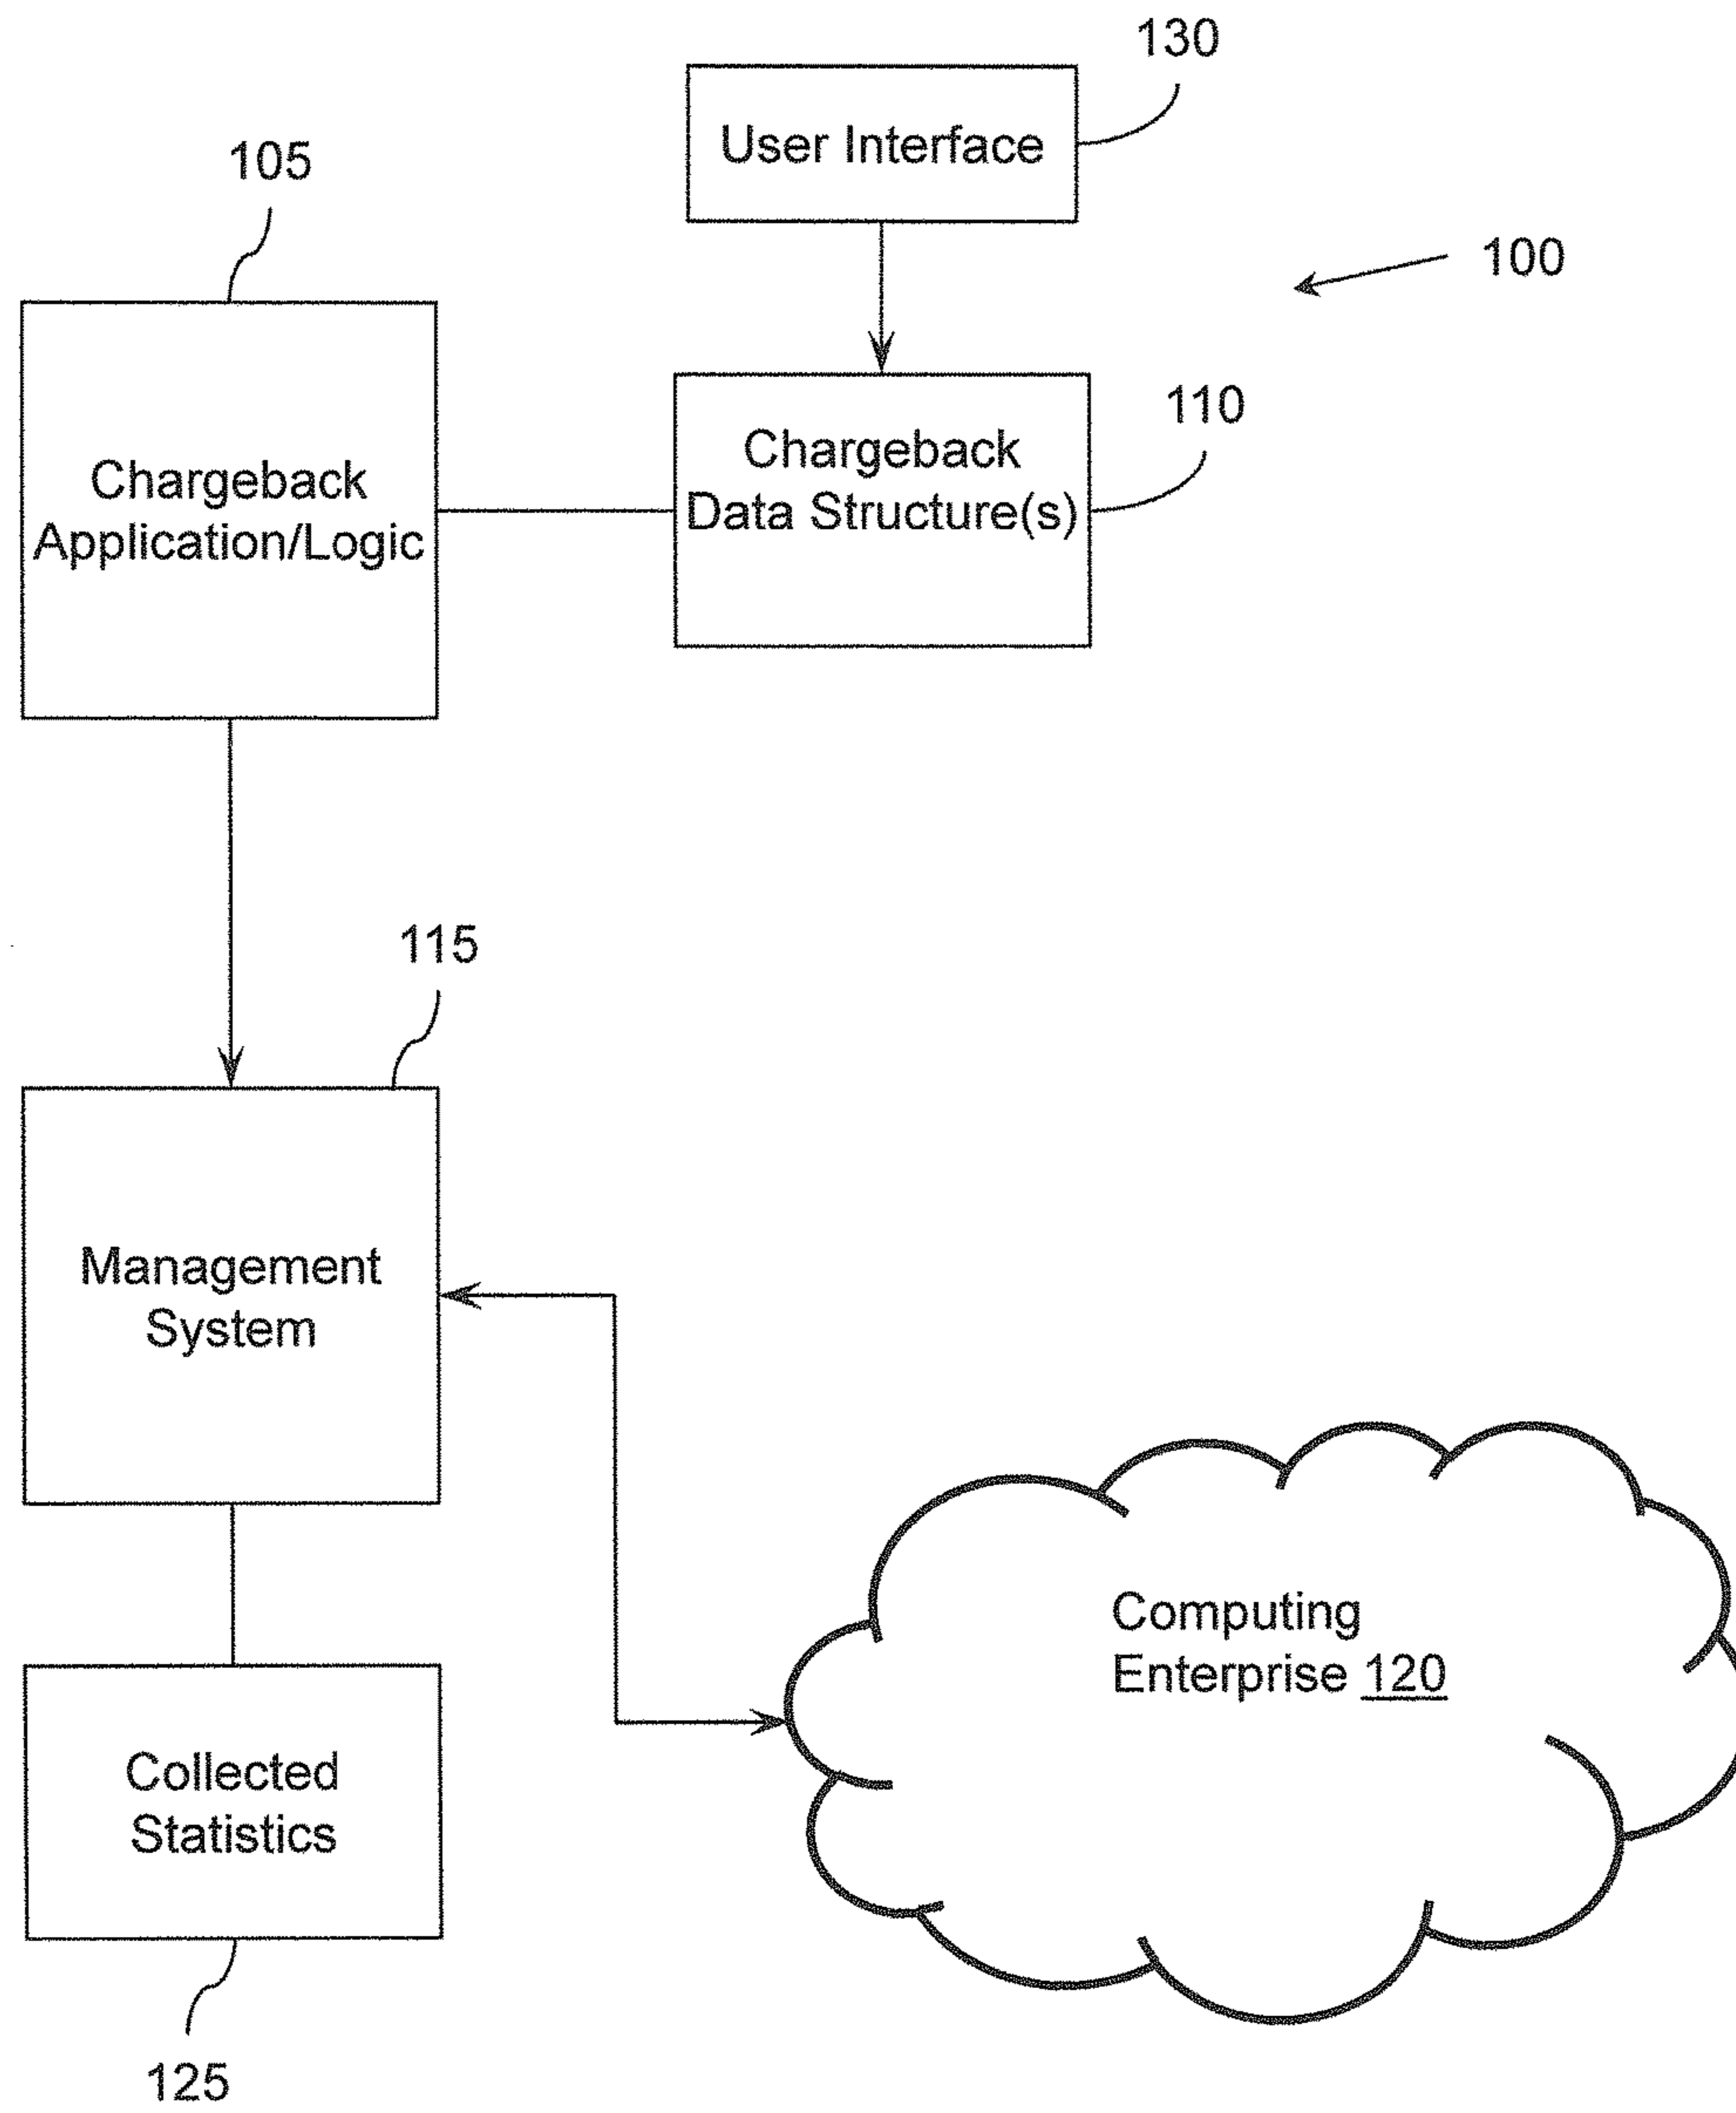 130
User Interface
105
100
Chargeback
Application/Logic
110
Chargeback
Data Structure(s)
115
Management
System
Computing
Enterprise 120
Collected
Statistics
125